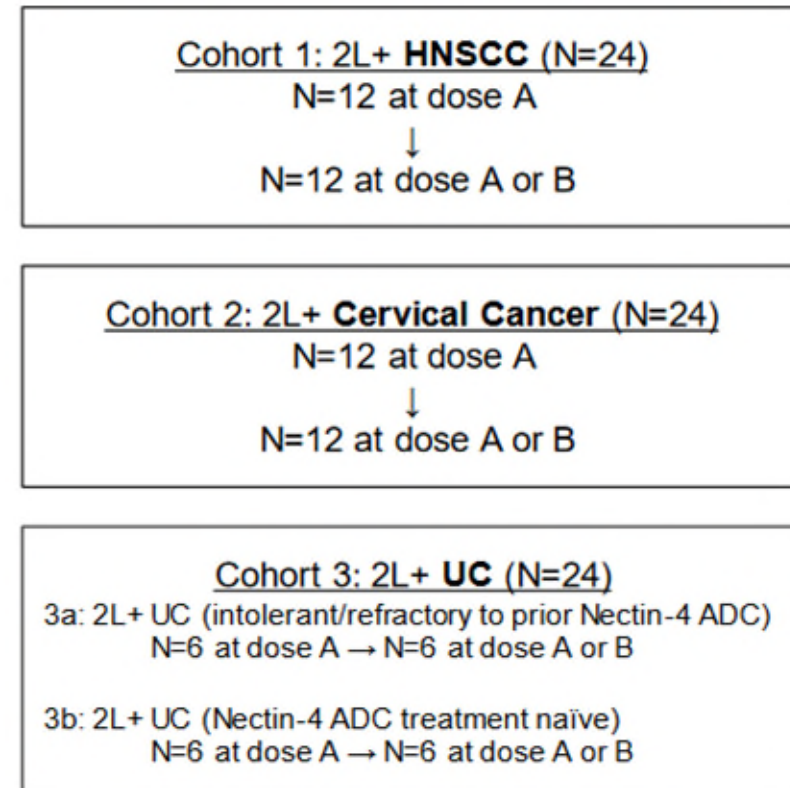 Cohort 1: 2L+ HNSCC (N=24)
N=12 at dose A
↓
N=12 at dose A or B
Cohort 2: 2L+ Cervical Cancer (N=24)
N=12 at dose A
↓
N=12 at dose A or B
Cohort 3: 2L+ UC (N=24)
3a: 2L+ UC (intolerant/refractory to prior Nectin-4 ADC)
N=6 at dose A → N=6 at dose A or B
3b: 2L+ UC (Nectin-4 ADC treatment naïve)
N=6 at dose A → N=6 at dose A or B